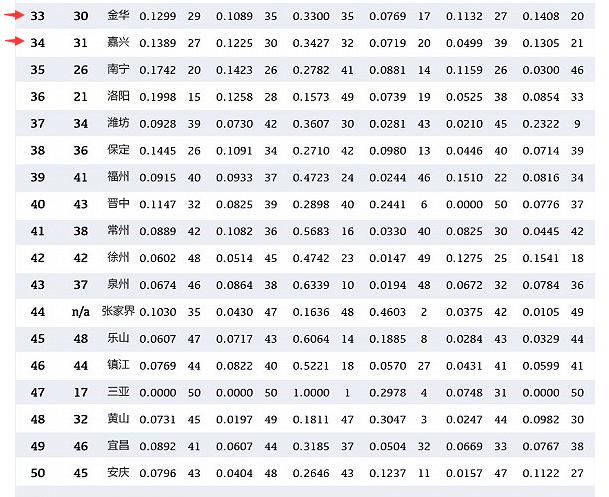 33 30 金华 0.1299 29 0.1089 35 0.3300 35 0.0769 17 0.1132 27 0.1408 20
34 31 嘉兴 0.1389 27 0.1225 30 0.3427 32 0.0719 20 0.0499 39 0.1305 21
35 26 南宁 0.1742 20 0.1423 26 0.2782 41 0.0881 14 0.1159 26 0.0300 46
36 21 洛阳 0.1998 15 0.1258 28 0.1573 49 0.0739 19 0.0525 38 0.0854 33
37 34 潍坊 0.0928 39 0.0730 42 0.3607 30 0.0281 43 0.0210 45 0.2322 9
38 36 保定 0.1445 26 0.1091 34 0.2710 42 0.0980 13 0.0446 40 0.0714 39
39 41 福州 0.0915 40 0.0933 37 0.4723 24 0.0244 46 0.1510 22 0.0816 34
40 43 晋中 0.1147 32 0.0825 39 0.2898 40 0.2441 6 0.0000 50 0.0776 37
41 38 常州 0.0889 42 0.1082 36 0.5683 16 0.0330 40 0.0825 30 0.0445 42
42 42 徐州 0.0602 48 0.0514 45 0.4742 23 0.0147 49 0.1275 25 0.1541 18
43 37 泉州 0.0674 46 0.0864 38 0.6339 10 0.0194 48 0.0672 32 0.0784 36
44 n/a 张家界 0.1030 35 0.0430 47 0.1636 48 0.4603 2 0.0375 42 0.0105 49
45 48 乐山 0.0607 47 0.0717 43 0.6064 14 0.1885 8 0.0284 43 0.0329 44
46 44 镇江 0.0769 44 0.0822 40 0.5221 18 0.0570 27 0.0431 41 0.0599 41
47 17 三亚 0.0000 50 0.0000 50 1.0000 1 0.2978 4 0.0748 31 0.0000 50
48 32 黄山 0.0731 45 0.0197 49 0.1811 47 0.3047 3 0.0247 44 0.0982 30
49 46 宜昌 0.0892 41 0.0607 44 0.3185 37 0.0504 32 0.0669 33 0.0767 38
50 45 安庆 0.0796 43 0.0404 48 0.2646 43 0.1237 11 0.0157 47 0.1122 27